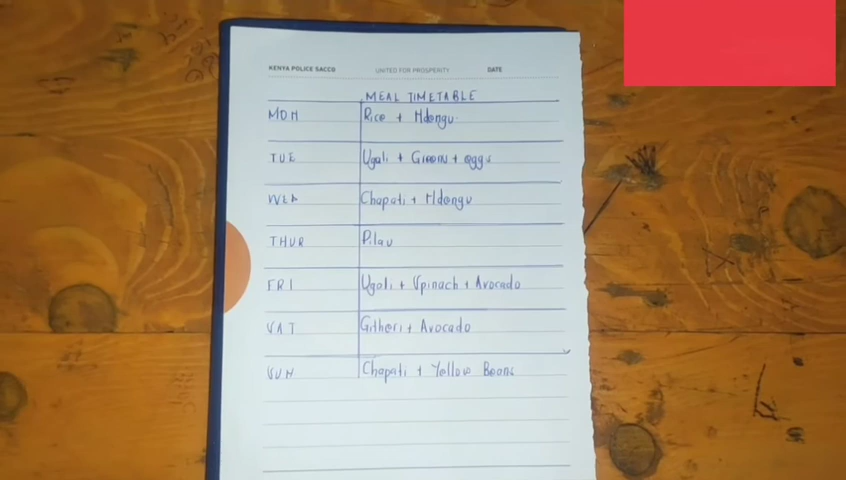 KENYA POLICE SACCO UNITED FOR PROSPERITY DATE
MEAL TIMETABLE
MON Rice + Ndengu
TUE Ugali + Greens + eggs
WED Chapati + Ndengu
THUR Pilau
FRI Ugali + Spinach + Avocado
SAT Githeri + Avocado
SUN Chapati + Yellow Beans